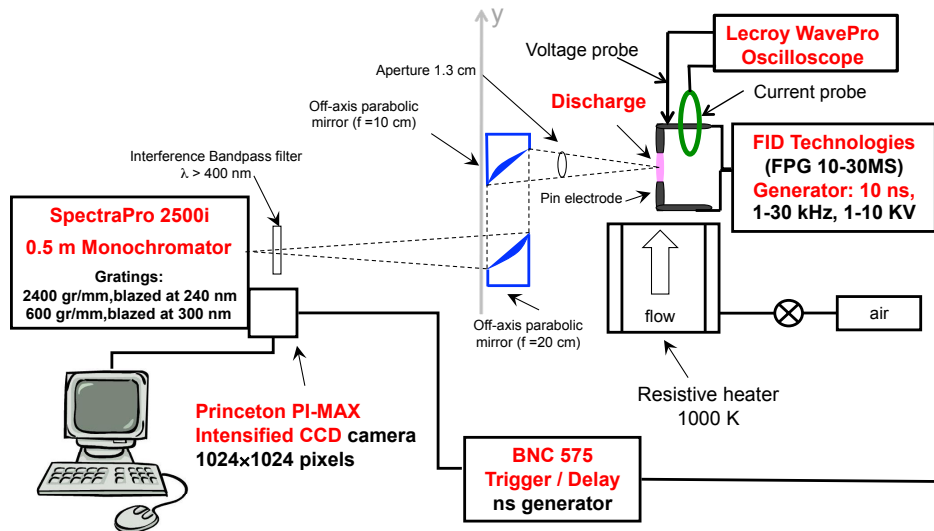 y
Lecroy WavePro
Oscilloscope
Voltage probe
Aperture 1.3 cm
Current probe
Discharge
Off-axis parabolic
mirror (f =10 cm)
FID Technologies
(FPG 10-30MS)
Generator: 10 ns,
1-30 kHz, 1-10 KV
Interference Bandpass filter
λ > 400 nm
Pin electrode
SpectraPro 2500i
0.5 m Monochromator
Gratings:
2400 gr/mm,blazed at 240 nm
600 gr/mm,blazed at 300 nm
flow
air
Off-axis parabolic
mirror (f =20 cm)
Resistive heater
1000 K
Princeton PI-MAX
Intensified CCD camera
1024×1024 pixels
BNC 575
Trigger / Delay
ns generator